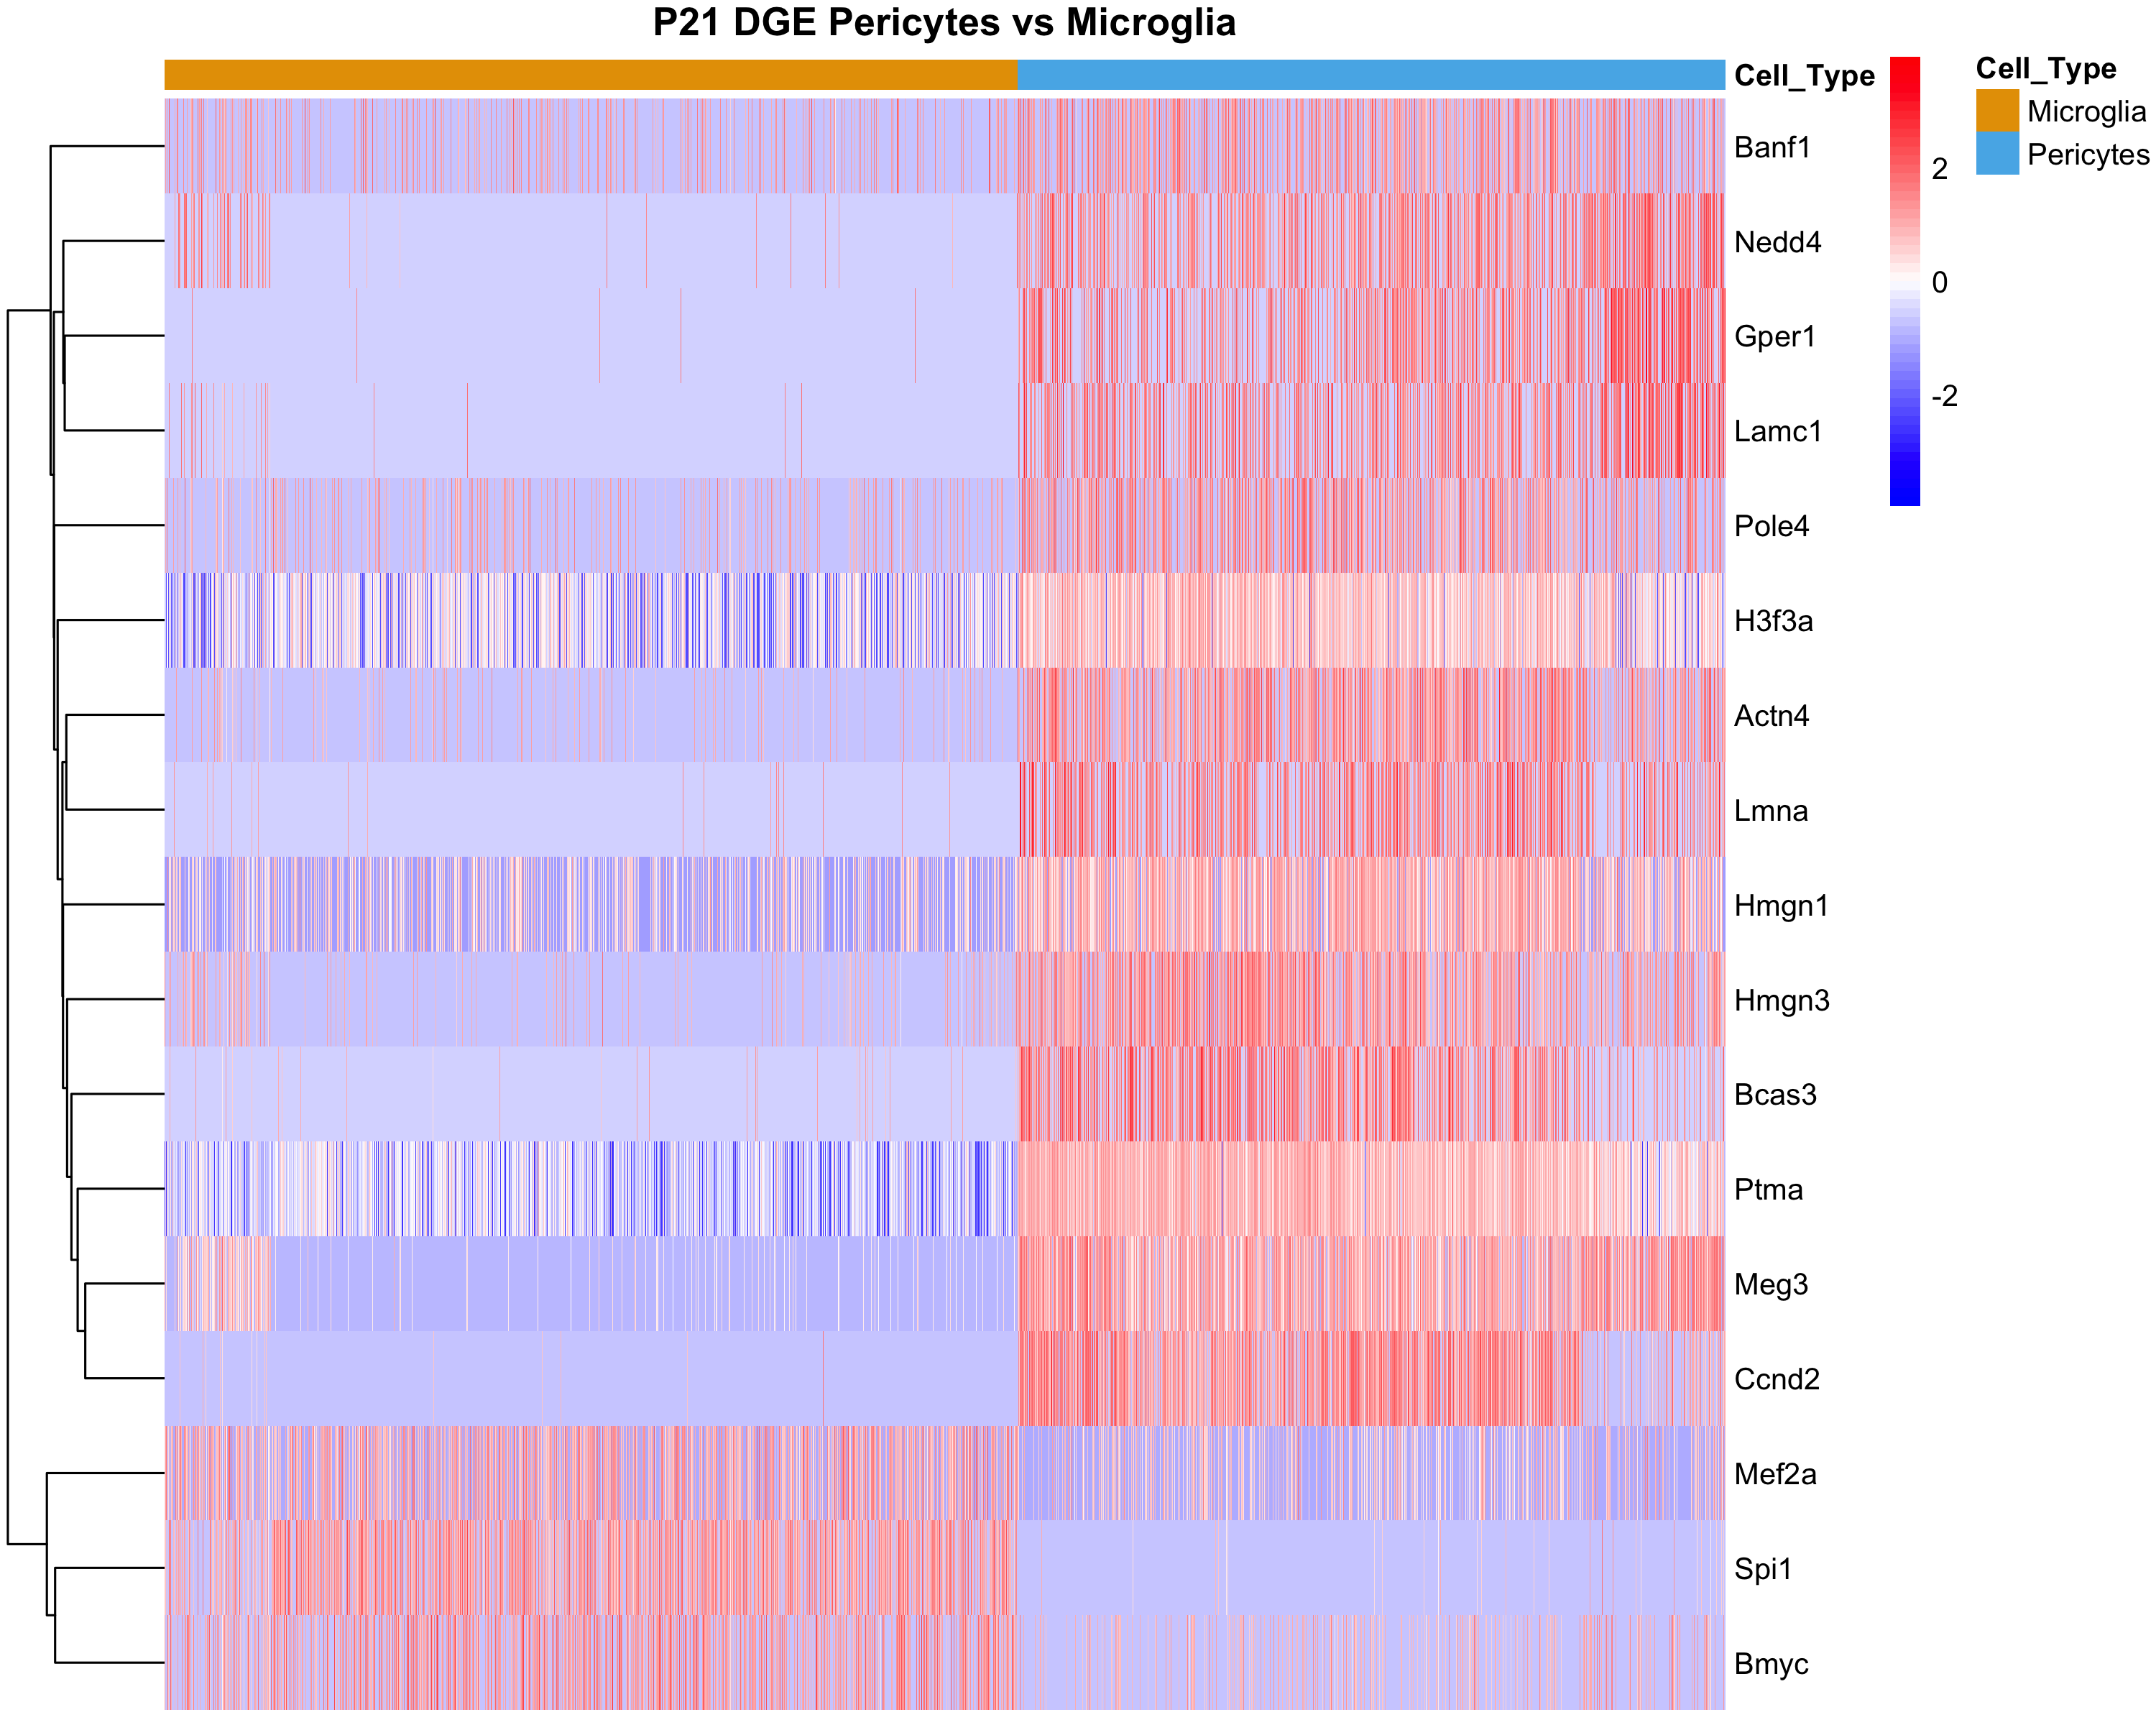 P21 DGE Pericytes vs Microglia
Cell_Type
Cell_Type
Microglia
Pericytes
2
0
-2
Banf1
Nedd4
Gper1
Lamc1
Pole4
H3f3a
Actn4
Lmna
Hmgn1
Hmgn3
Bcas3
Ptma
Meg3
Ccnd2
Mef2a
Spi1
Bmyc